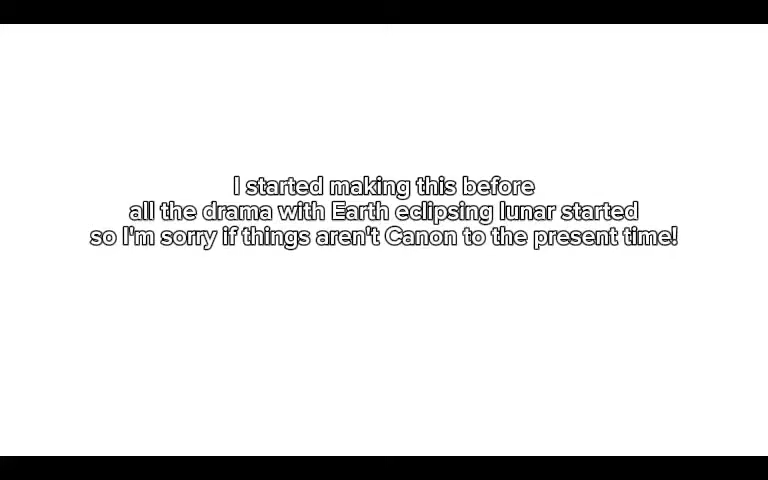 I started making this before
all the drama with Earth eclipsing lunar started
so I'm sorry if things aren't Canon to the present time!